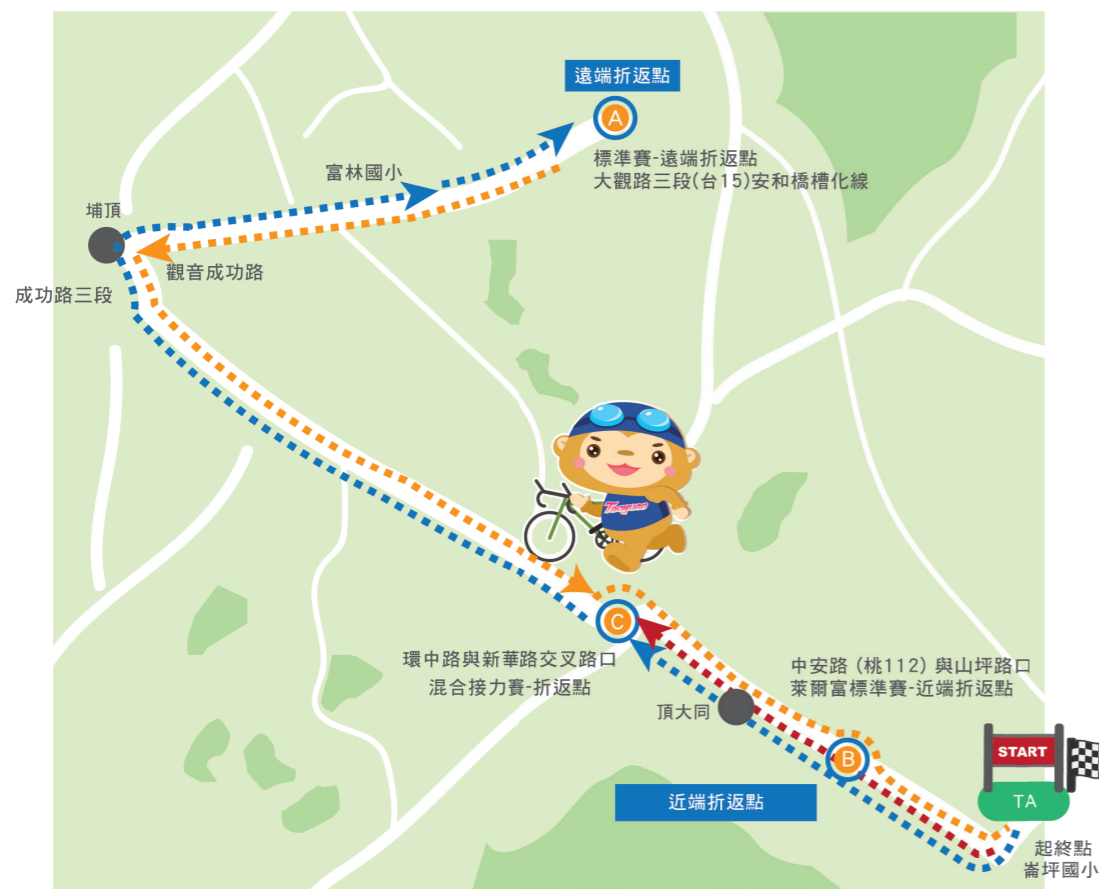 遠端折返點
A
標準賽-遠端折返點
大觀路三段(台15)安和橋槽化線
富林國小
埔頂
觀音成功路
成功路三段
Taoyuan
C
環中路與新華路交叉路口
混合接力賽-折返點
中安路 (桃112) 與山坪路口
萊爾富標準賽-近端折返點
頂大同
B
近端折返點
START
TA
起終點
崙坪國小